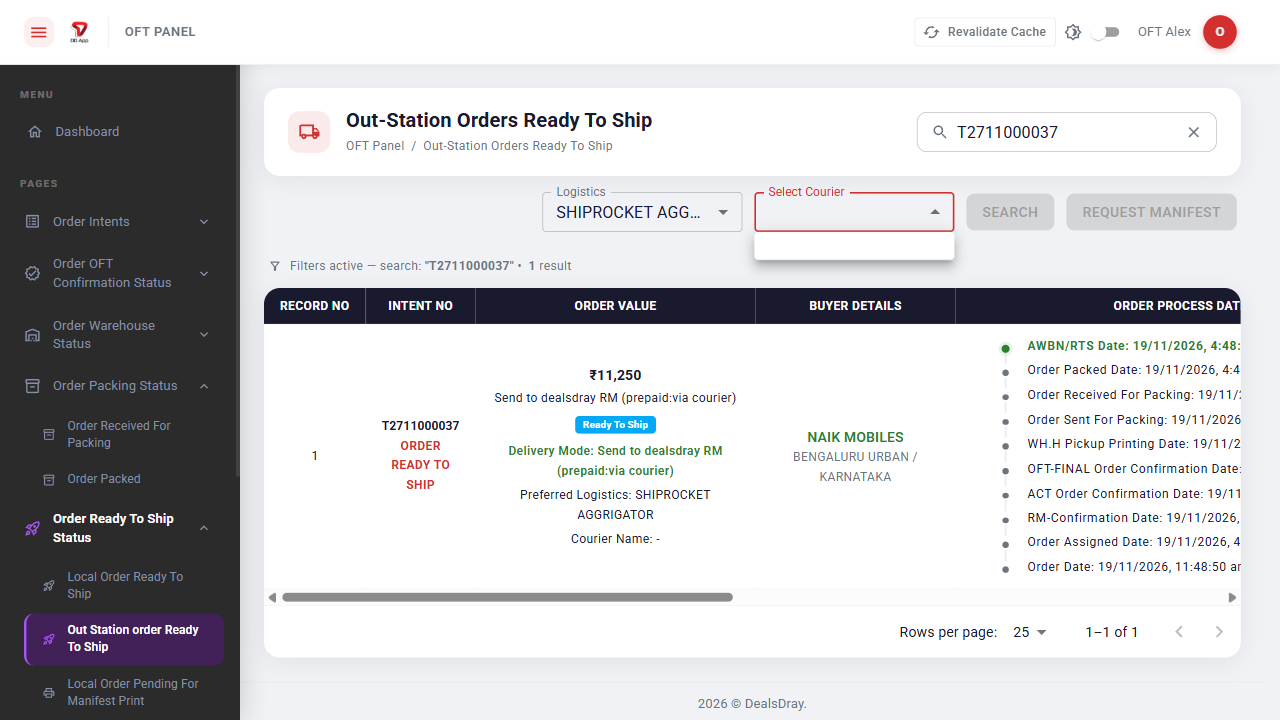 DD App
OFT PANEL
Revalidate Cache
OFT Alex
O
MENU
Dashboard
PAGES
Order Intents
Order OFT
Confirmation Status
Order Warehouse
Status
Order Packing Status
Order Received For
Packing
Order Packed
Order Ready To Ship
Status
Local Order Ready To
Ship
Out Station order Ready
To Ship
Local Order Pending For
Manifest Print
Out-Station Orders Ready To Ship
OFT Panel / Out-Station Orders Ready To Ship
T2711000037
Logistics
SHIPROCKET AGG...
Select Courier
SEARCH
REQUEST MANIFEST
Filters active — search: "T2711000037" • 1 result
RECORD NO
INTENT NO
ORDER VALUE
BUYER DETAILS
ORDER PROCESS DAT
1
T2711000037
ORDER
READY TO
SHIP
₹11,250
Send to dealsdray RM (prepaid:via courier)
Ready To Ship
Delivery Mode: Send to dealsdray RM
(prepaid:via courier)
Preferred Logistics: SHIPROCKET
AGGRIGATOR
Courier Name: -
NAIK MOBILES
BENGALURU URBAN /
KARNATAKA
AWBN/RTS Date: 19/11/2026, 4:48:
Order Packed Date: 19/11/2026, 4:4
Order Received For Packing: 19/11/2
Order Sent For Packing: 19/11/2026
WH.H Pickup Printing Date: 19/11/2
OFT-FINAL Order Confirmation Date:
ACT Order Confirmation Date: 19/11
RM-Confirmation Date: 19/11/2026,
Order Assigned Date: 19/11/2026, 4
Order Date: 19/11/2026, 11:48:50 am
Rows per page: 25
1–1 of 1
2026 © DealsDray.